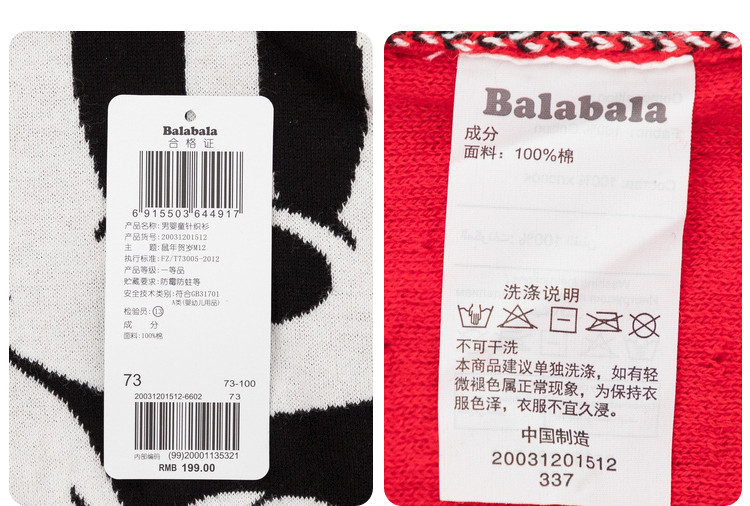 Balabala
合格证
6 915503 644917
产品名称:男婴童针织衫
产品货号:20031201512
主 题:鼠年贺岁M12
执行标准:FZ/T73005-2012
产品等级:一等品
贮藏要求:防霉防蛀等
安全技术类别:符合GB31701
A类(婴幼儿用品)
检验员:⑬
成 分
面料:100%棉
73 73-100
20031201512-6602 73
内部编码 (99)20001135321
RMB 199.00
Balabala
成分
面料：100%棉
洗涤说明
不可干洗
本商品建议单独洗涤，如有轻
微褪色属正常现象，为保持衣
服色泽，衣服不宜久浸。
中国制造
20031201512
337